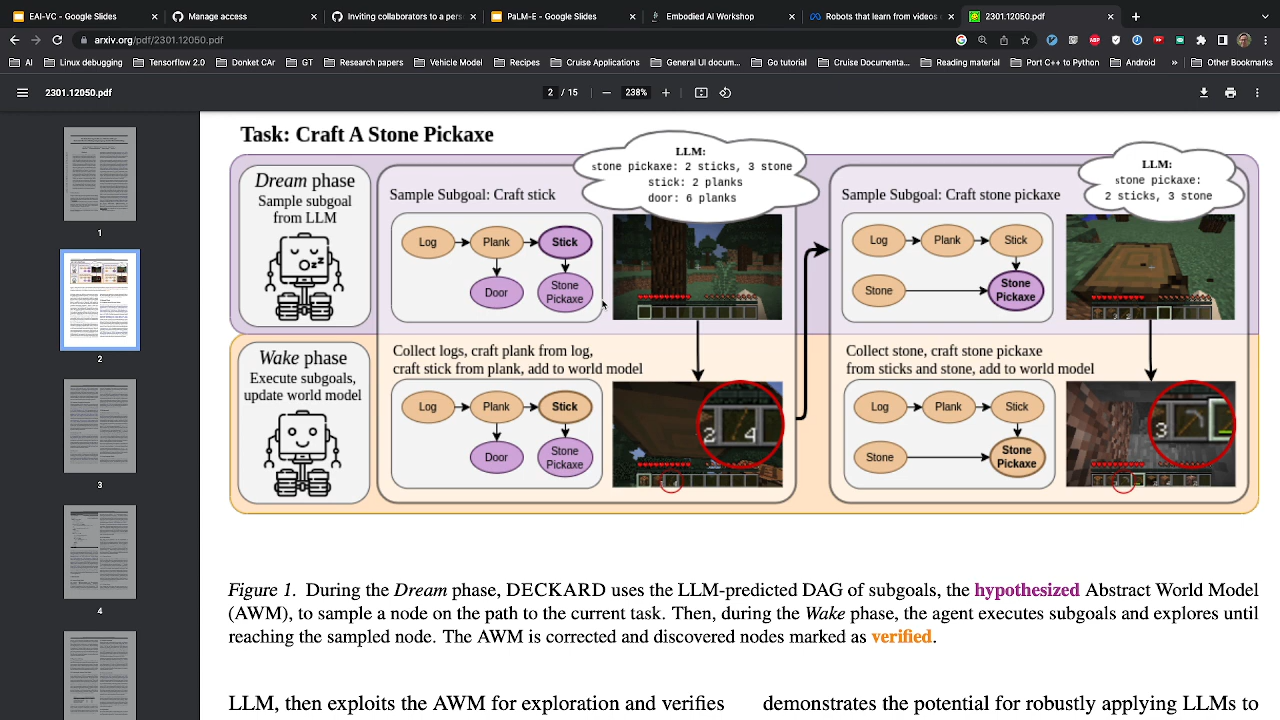 EAI-VC - Google Slides
Manage access
SLM-E - Google Slides
Embodied AI
Robots that learn from videos
2301.12050.pdf
arxiv.org/pdf/2301.12050.pdf
AI
Linux debugging
Tensorflow 2.0
Donket CAr
GT
Research papers
Vehicle Model
Recipes
Cruise Applications
General UI docum...
Go tutorial
Cruise Documenta...
Reading material
Port C++ to Python
»
Other Bookmarks
2301.12050.pdf
2 / 15
238%
1
2
3
4
Task: Craft A Stone Pickaxe
Dream phase
Sample subgoal
from LLM
Sample Subgoal: Craft stick
LLM:
stone pickaxe: 2 sticks, 3 stone
stick: 2 planks
door: 6 planks
Log
Plank
Stick
Door
Stone
Pickaxe
Sample Subgoal: Craft stone pickaxe
LLM:
stone pickaxe:
2 sticks, 3 stone
Log
Plank
Stick
Stone
Stone
Pickaxe
Wake phase
Execute subgoals,
update world model
Collect logs, craft plank from log,
craft stick from plank, add to world model
Log
Plank
Stick
Door
Stone
Pickaxe
3
4
Collect stone, craft stone pickaxe
from sticks and stone, add to world model
Log
Plank
Stick
Stone
Stone
Pickaxe
3
Figure 1. During the Dream phase, DECKARD uses the LLM-predicted DAG of subgoals, the hypothesized Abstract World Model
(AWM), to sample a node on the path to the current task. Then, during the Wake phase, the agent executes subgoals and explores until
reaching the sampled node. The AWM is corrected and discovered nodes marked as verified.
LLM then explores the AWM for exploration and verifies
demonstrates the potential for robustly applying LLMs to